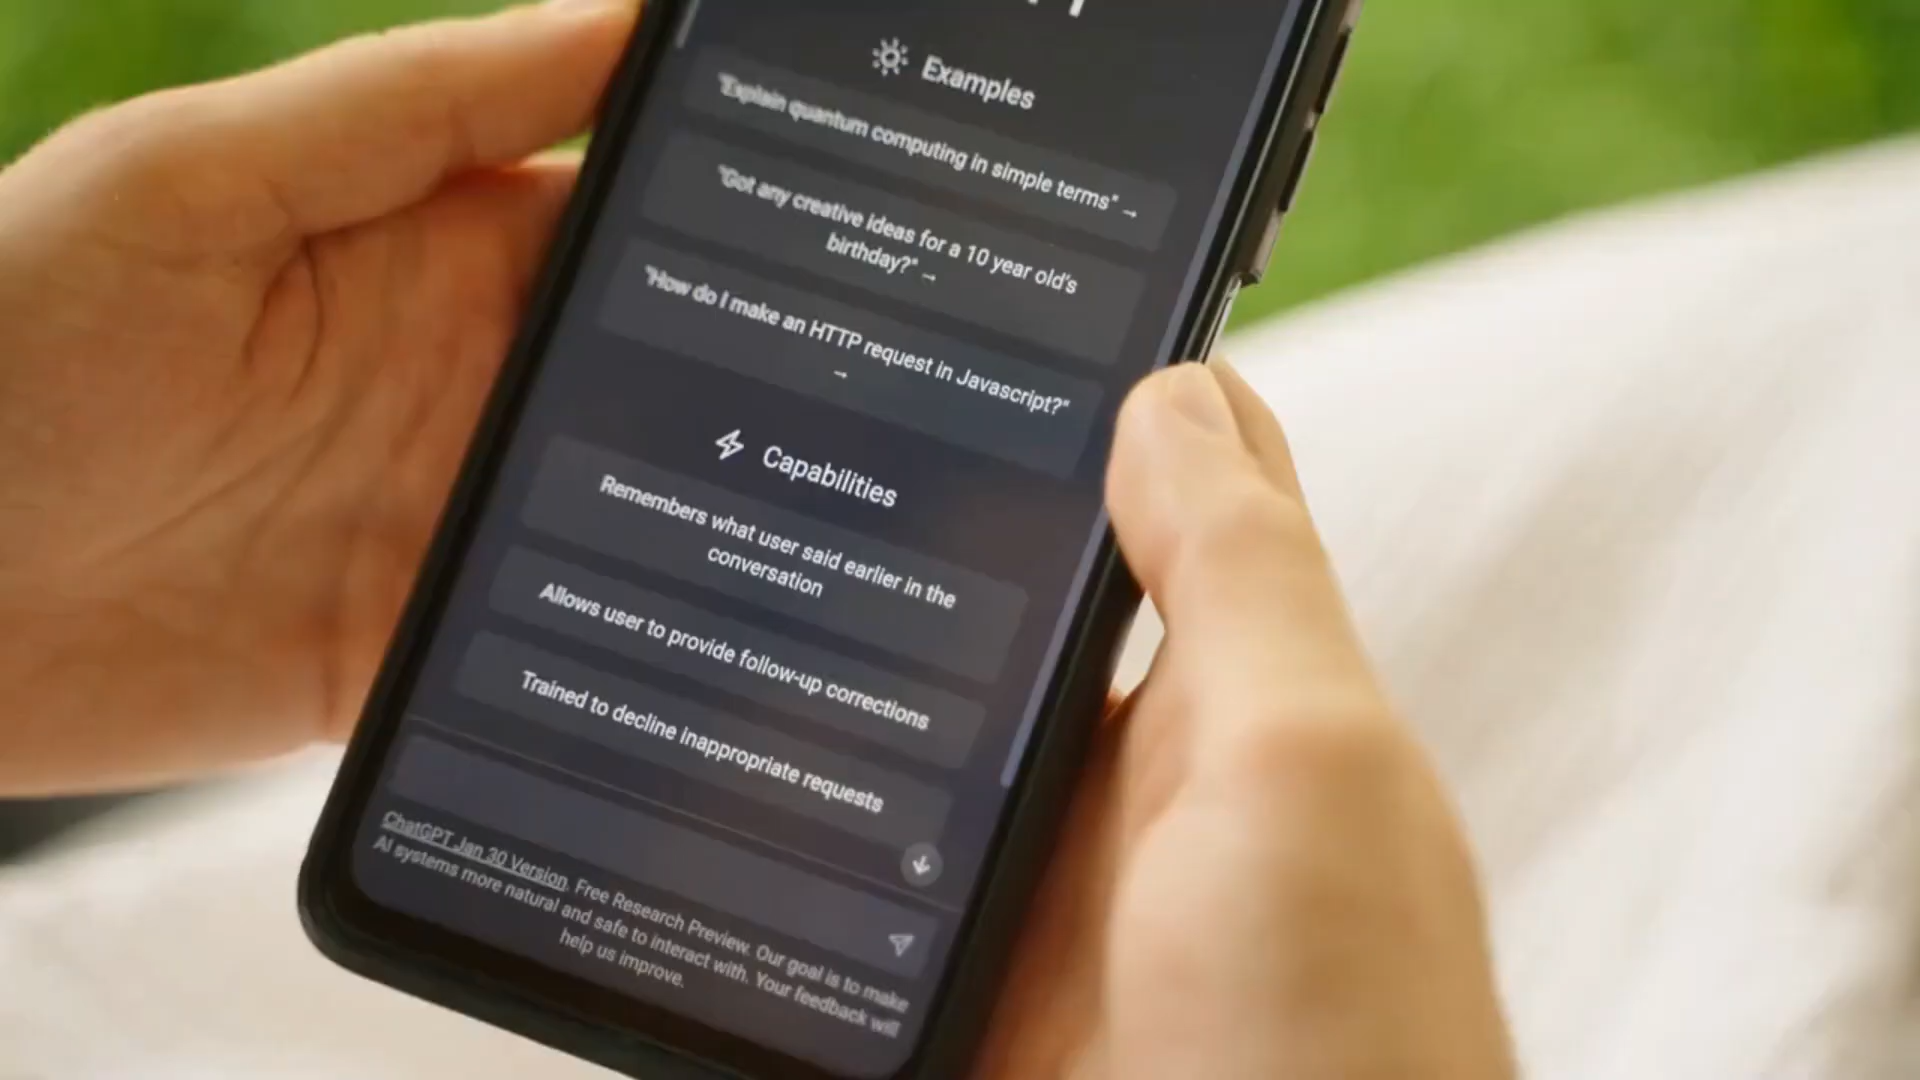 Examples
"Explain quantum computing in simple terms" →
"Got any creative ideas for a 10 year old's
birthday?" →
"How do I make an HTTP request in Javascript?"
→
Capabilities
Remembers what user said earlier in the
conversation
Allows user to provide follow-up corrections
Trained to decline inappropriate requests
ChatGPT Jan 30 Version. Free Research Preview. Our goal is to make
AI systems more natural and safe to interact with. Your feedback will
help us improve.